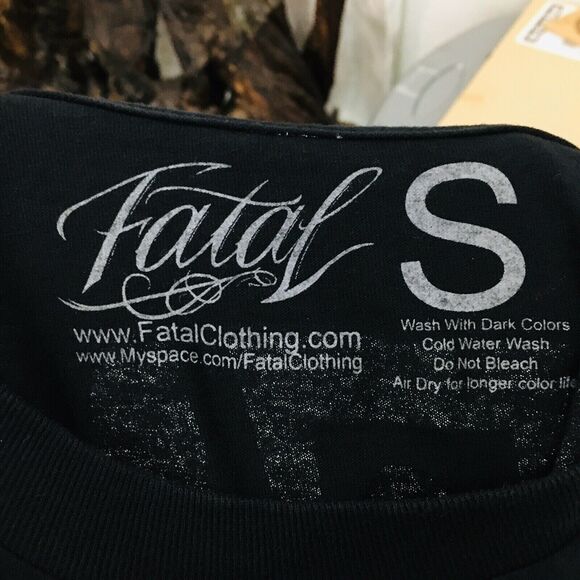 Fatal S
www.FatalClothing.com
www.Myspace.com/FatalClothing
Wash With Dark Colors
Cold Water Wash
Do Not Bleach
Air Dry for longer color life